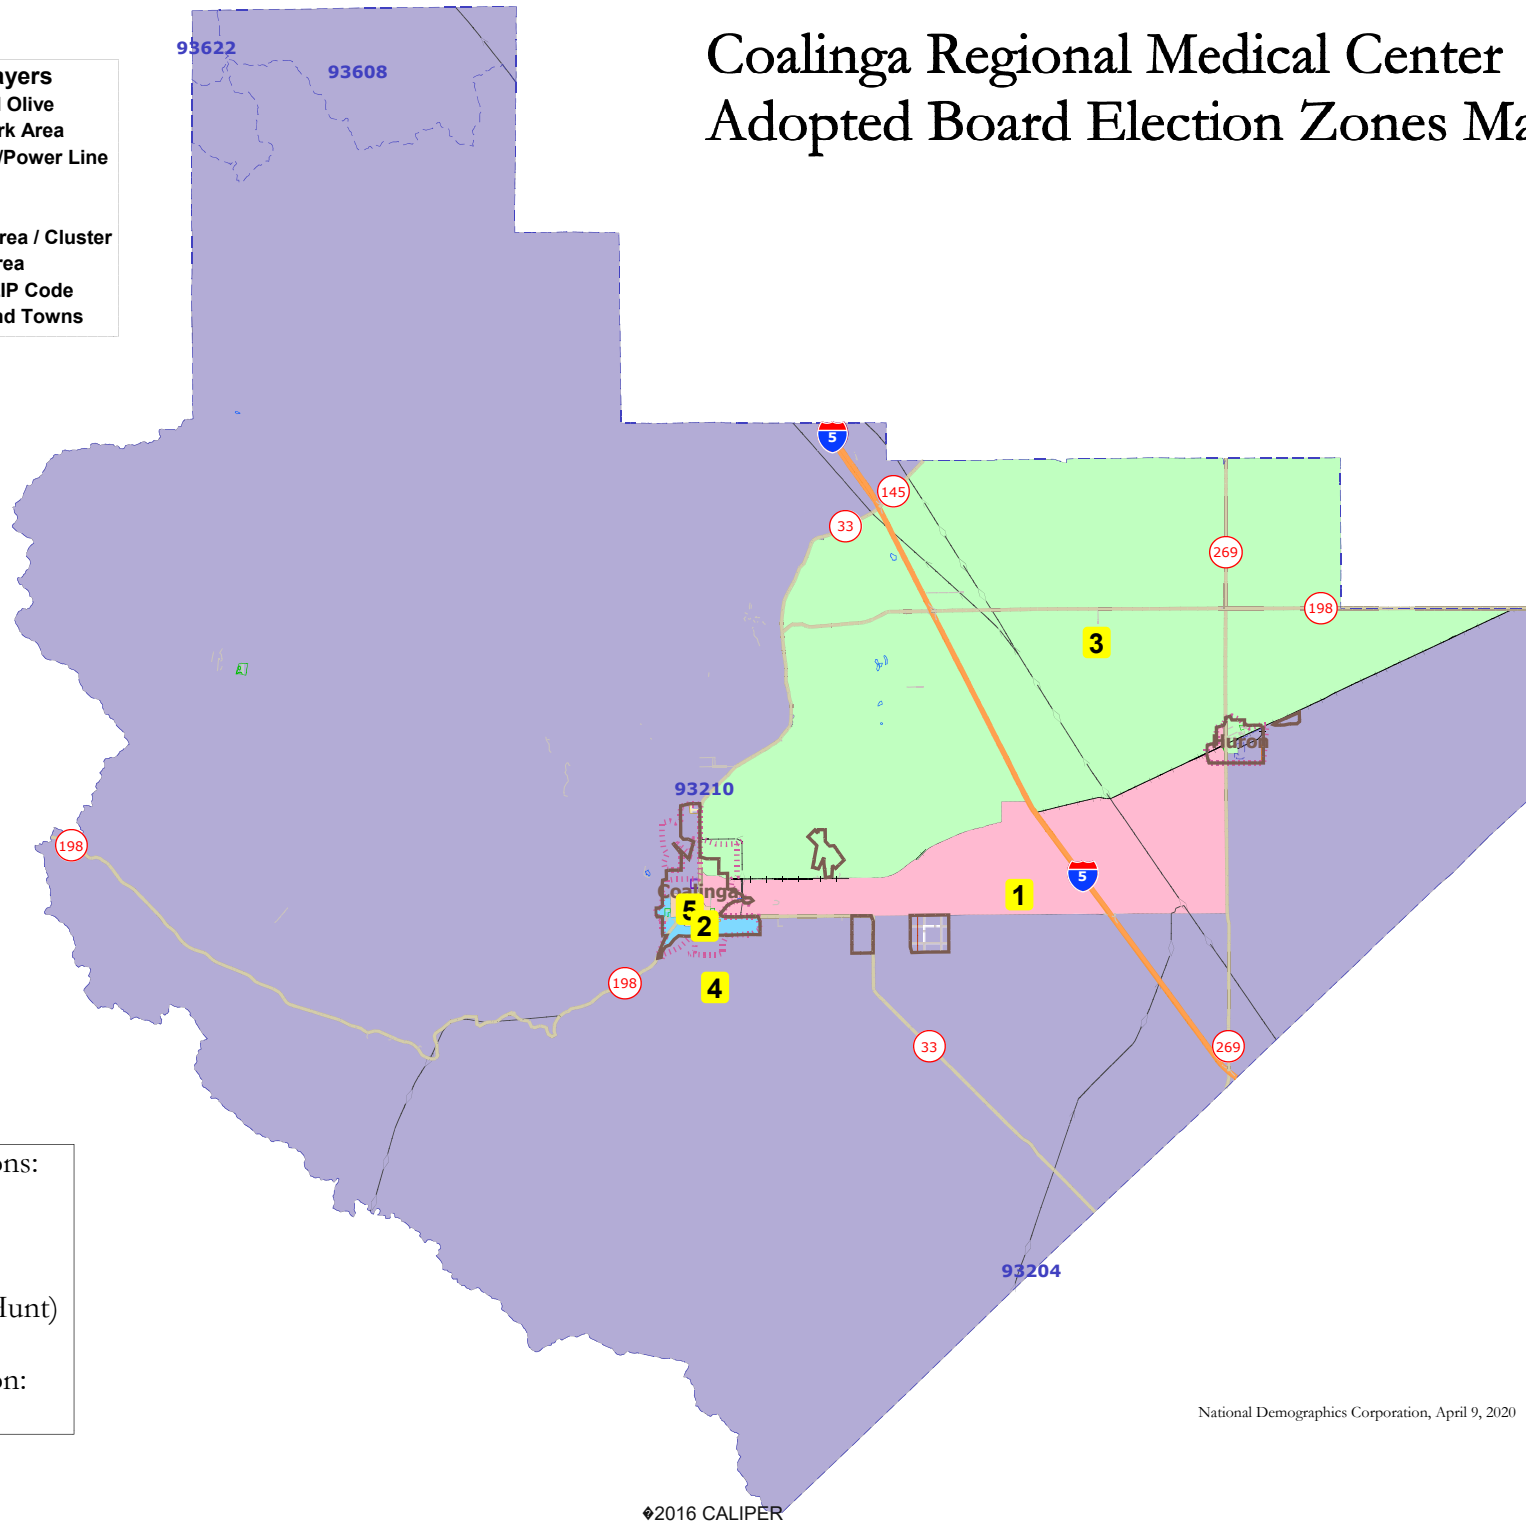 Coalinga Regional Medical Center
Adopted Board Election Zones Ma
ayers
l Olive
rk Area
/Power Line
rea / Cluster
rea
IP Code
nd Towns
93622
93608
5
145
33
269
198
3
Huron
93210
198
Coalinga
5
2
1
5
4
198
33
269
93204
ons:
Hunt)
on:
National Demographics Corporation, April 9, 2020
�2016 CALIPER